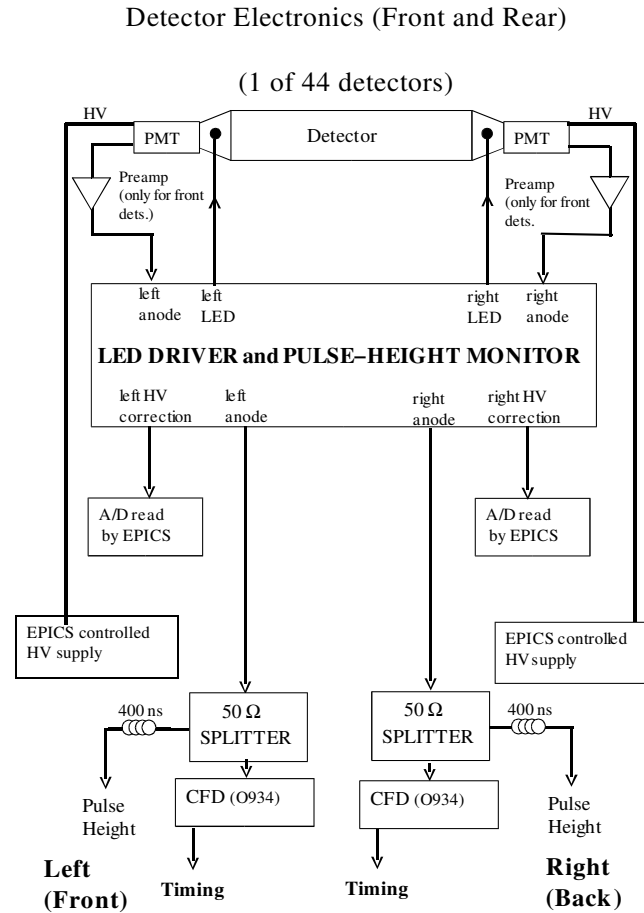 Detector Electronics (Front and Rear)
(1 of 44 detectors)
HV
HV
PMT
Detector
PMT
Preamp
(only for front
dets.)
Preamp
(only for front
dets.
left
anode
left
LED
right
LED
right
anode
LED DRIVER and PULSE−HEIGHT MONITOR
left HV
correction
left
anode
right
anode
right HV
correction
A/D read
by EPICS
A/D read
by EPICS
EPICS controlled
HV supply
EPICS controlled
HV supply
400 ns
50 Ω
SPLITTER
50 Ω
SPLITTER
400 ns
Pulse
Height
CFD (O934)
CFD (O934)
Pulse
Height
Left
(Front)
Timing
Timing
Right
(Back)